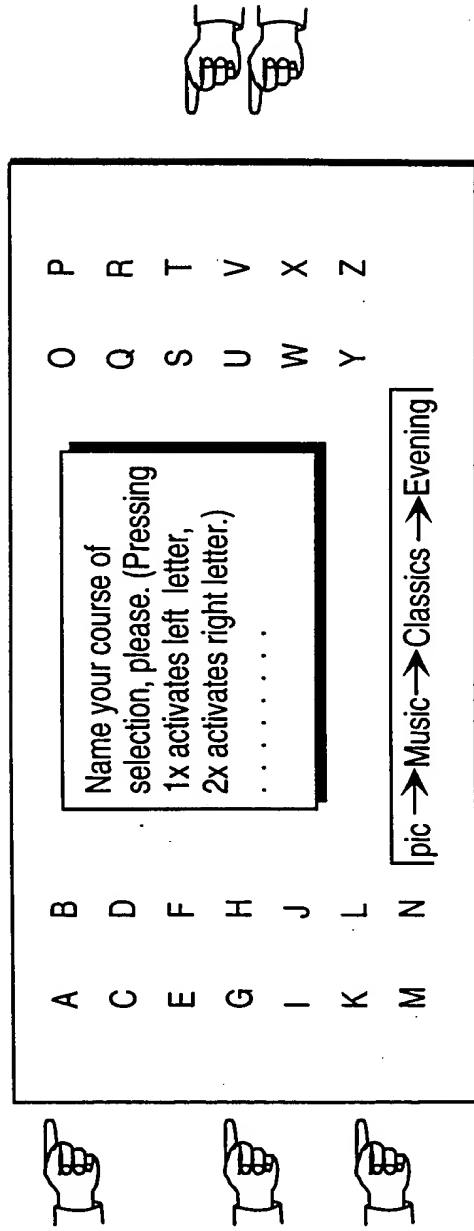 A B
C D
E F
G H
I J
K L
M N
Name your course of
selection, please. (Pressing
1x activates left letter,
2x activates right letter.)
. . . . . . . . .
O P
Q R
S T
U V
W X
Y Z
pic → Music → Classics → Evening